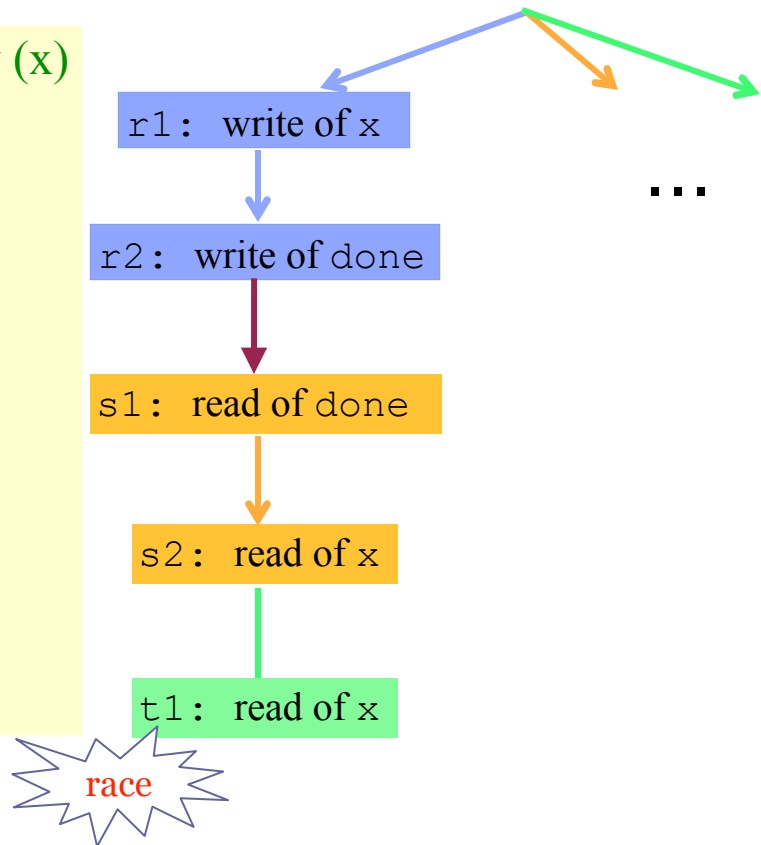 (x)
r1: write of x
...
r2: write of done
s1: read of done
s2: read of x
t1: read of x
race